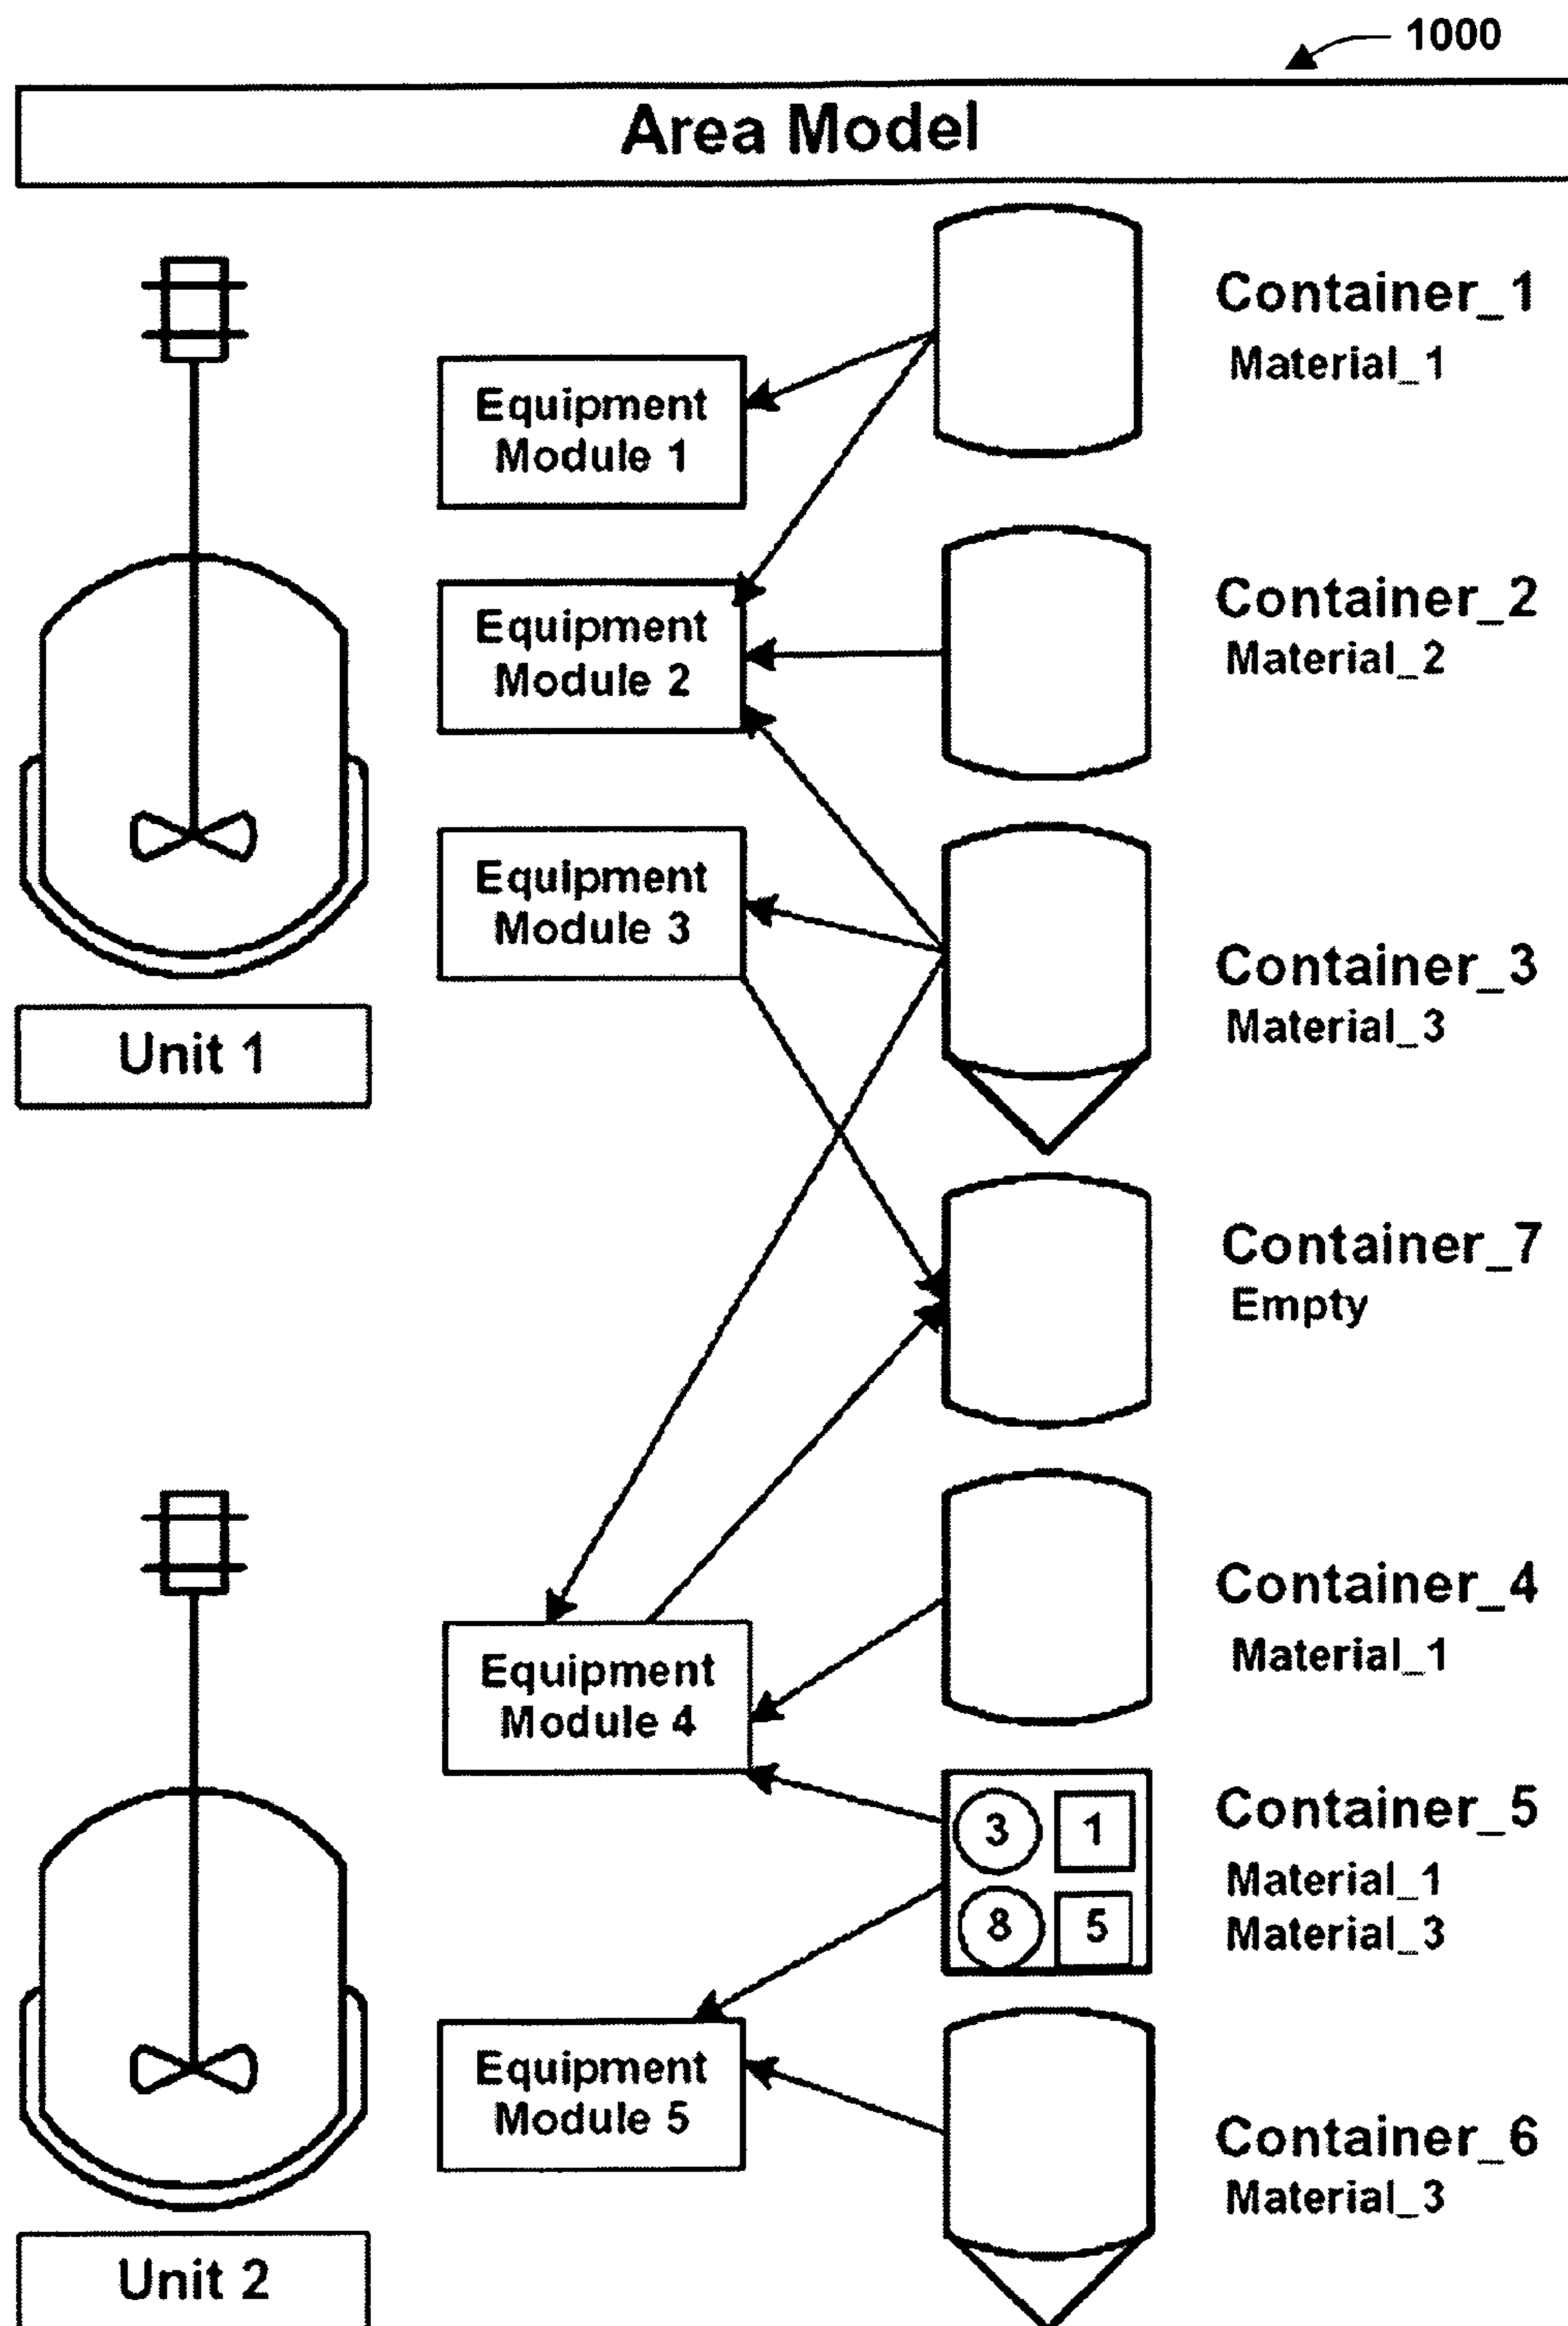 1000
Area Model
Container_1
Material_1
Equipment
Module 1
Container_2
Material_2
Equipment
Module 2
Equipment
Module 3
Container_3
Material_3
Unit 1
Container_7
Empty
Container_4
Material_1
Equipment
Module 4
Container_5
Material_1
Material_3
3
1
8
5
Equipment
Module 5
Container_6
Material_3
Unit 2